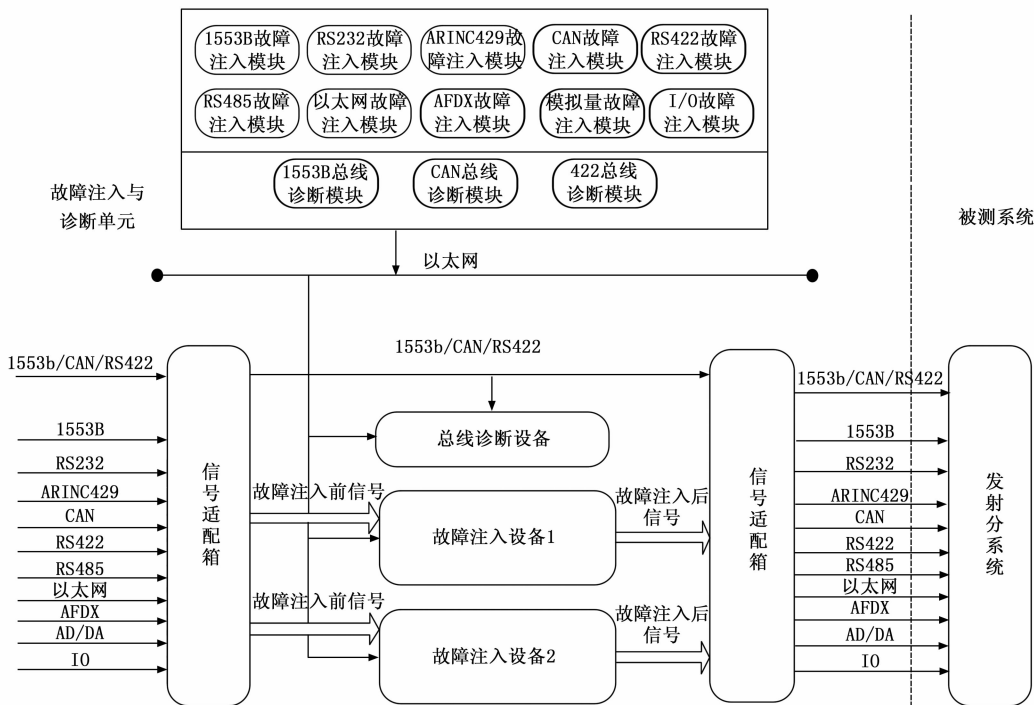 1553B故障
注入模块
RS232故障
注入模块
ARINC429故
障注入模块
CAN故障
注入模块
RS422故障
注入模块
RS485故障
注入模块
以太网故障
注入模块
AFDX故障
注入模块
模拟量故障
注入模块
I/O故障
注入模块
1553B总线
诊断模块
CAN总线
诊断模块
422总线
诊断模块
故障注入与
诊断单元
被测系统
以太网
1553b/CAN/RS422
1553B
RS232
ARINC429
CAN
RS422
RS485
以太网
AFDX
AD/DA
IO
信号适配箱
1553b/CAN/RS422
总线诊断设备
故障注入前信号
故障注入设备1
故障注入后
信号
故障注入前信号
故障注入设备2
故障注入后
信号
信号适配箱
1553b/CAN/RS422
1553B
RS232
ARINC429
CAN
RS422
RS485
以太网
AFDX
AD/DA
IO
发射分系统